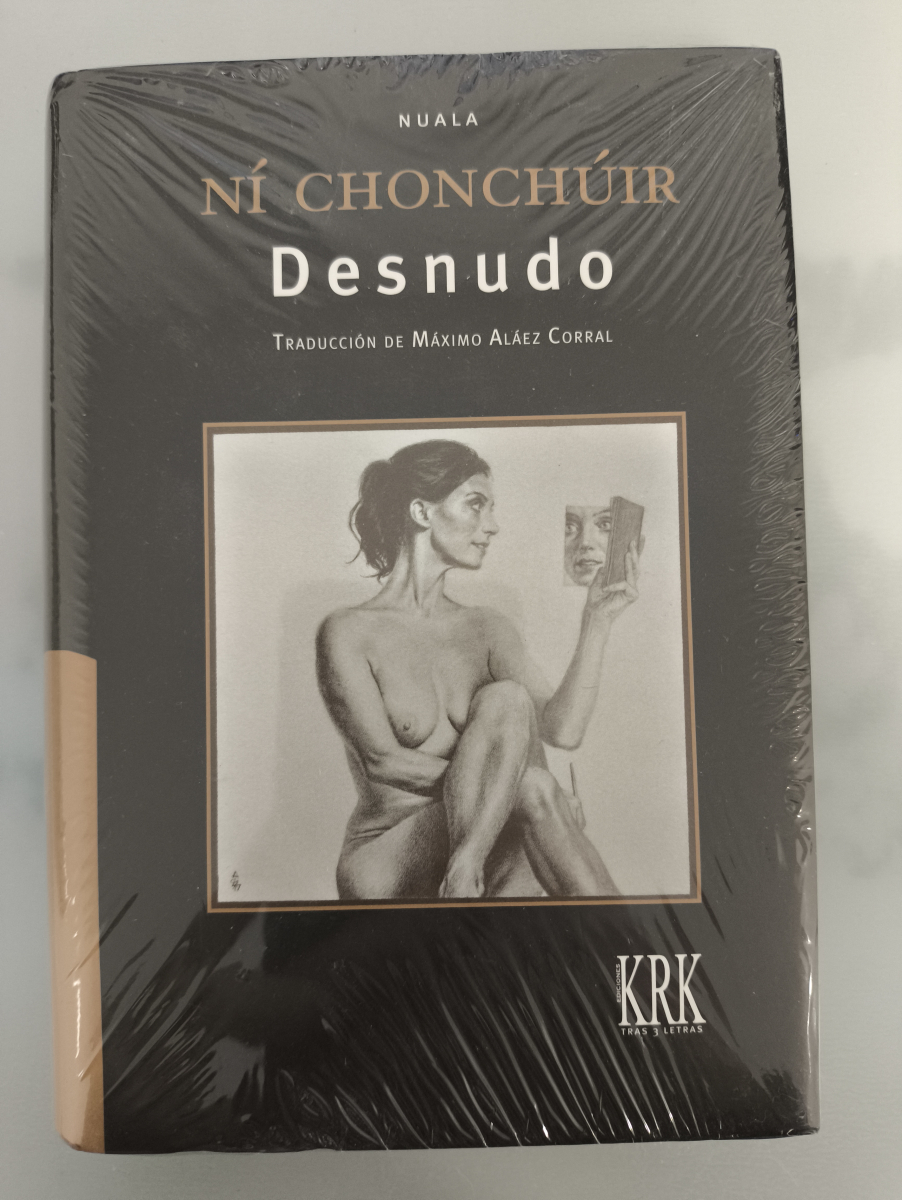 NUALA
NÍ CHONCHÚIR
Desnudo
TRADUCCIÓN DE MÁXIMO ALÁEZ CORRAL
EDICIONES
KRK
TRAS 3 LETRAS